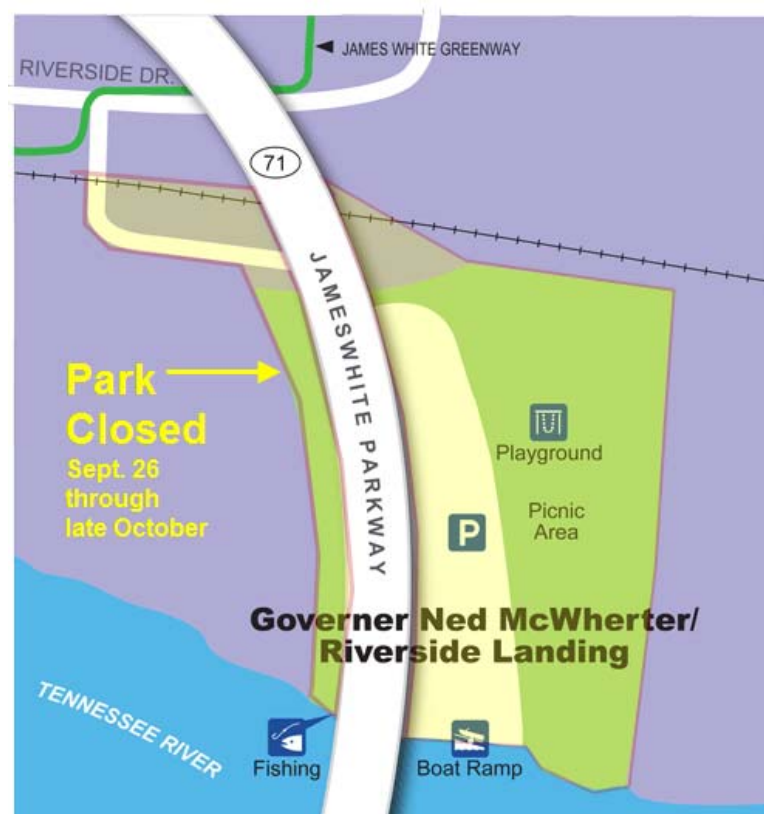 JAMES WHITE GREENWAY
RIVERSIDE DR.
71
JAMESWHITE PARKWAY
Park
Closed
Sept. 26
through
late October
Playground
Picnic
Area
P
Governer Ned McWherter/
Riverside Landing
TENNESSEE RIVER
Fishing
Boat Ramp